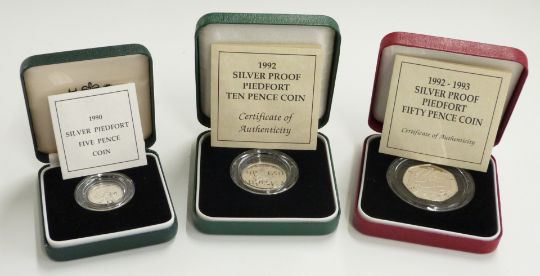 1990
SILVER PIEDFORT
FIVE PENCE
COIN
1992
SILVER PROOF
PIEDFORT
TEN PENCE COIN
Certificate of
Authenticity
1992 - 1993
SILVER PROOF
PIEDFORT
FIFTY PENCE COIN
Certificate of Authenticity